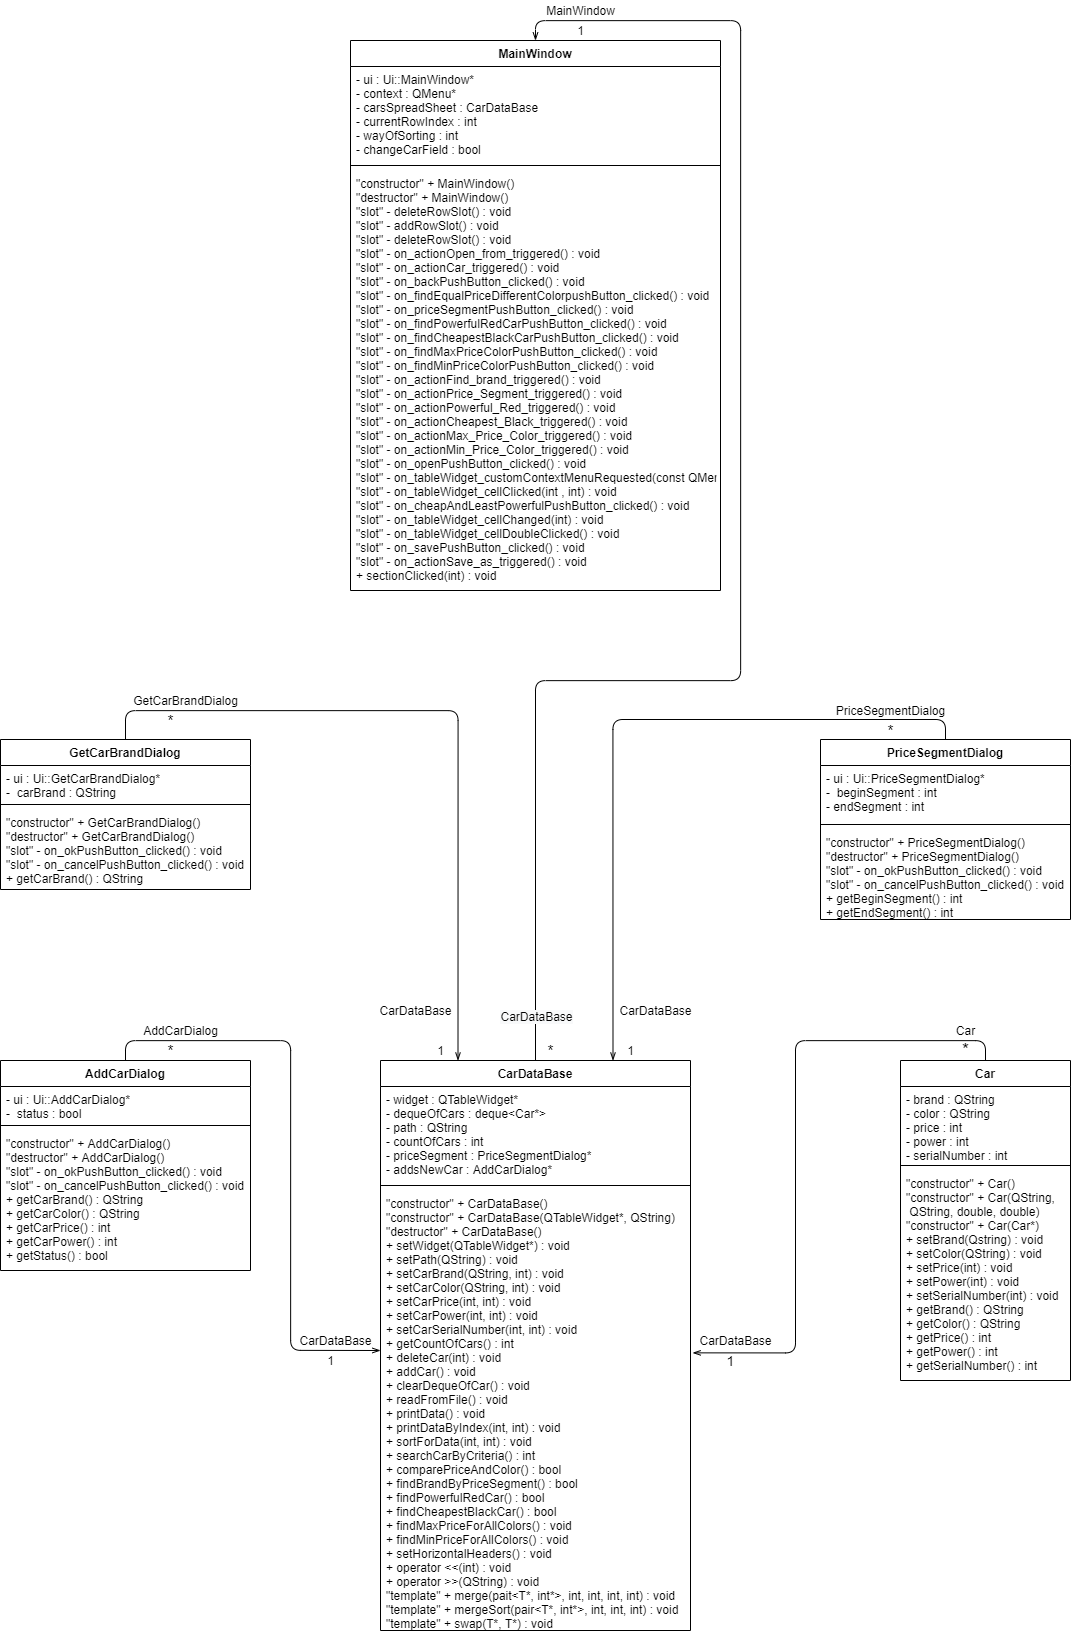 MainWindow
1
MainWindow
- ui : Ui::MainWindow*
- context : QMenu*
- carsSpreadSheet : CarDataBase
- currentRowIndex : int
- wayOfSorting : int
- changeCarField : bool
"constructor" + MainWindow()
"destructor" + MainWindow()
"slot" - deleteRowSlot() : void
"slot" - addRowSlot() : void
"slot" - deleteRowSlot() : void
"slot" - on_actionOpen_from_triggered() : void
"slot" - on_actionCar_triggered() : void
"slot" - on_backPushButton_clicked() : void
"slot" - on_findEqualPriceDifferentColorpushButton_clicked() : void
"slot" - on_priceSegmentPushButton_clicked() : void
"slot" - on_findPowerfulRedCarPushButton_clicked() : void
"slot" - on_findCheapestBlackCarPushButton_clicked() : void
"slot" - on_findMaxPriceColorPushButton_clicked() : void
"slot" - on_findMinPriceColorPushButton_clicked() : void
"slot" - on_actionFind_brand_triggered() : void
"slot" - on_actionPrice_Segment_triggered() : void
"slot" - on_actionPowerful_Red_triggered() : void
"slot" - on_actionCheapest_Black_triggered() : void
"slot" - on_actionMax_Price_Color_triggered() : void
"slot" - on_actionMin_Price_Color_triggered() : void
"slot" - on_openPushButton_clicked() : void
"slot" - on_tableWidget_customContextMenuRequested(const QMer
"slot" - on_tableWidget_cellClicked(int , int) : void
"slot" - on_cheapAndLeastPowerfulPushButton_clicked() : void
"slot" - on_tableWidget_cellChanged(int) : void
"slot" - on_tableWidget_cellDoubleClicked() : void
"slot" - on_savePushButton_clicked() : void
"slot" - on_actionSave_as_triggered() : void
+ sectionClicked(int) : void
GetCarBrandDialog
*
GetCarBrandDialog
- ui : Ui::GetCarBrandDialog*
- carBrand : QString
"constructor" + GetCarBrandDialog()
"destructor" + GetCarBrandDialog()
"slot" - on_okPushButton_clicked() : void
"slot" - on_cancelPushButton_clicked() : void
+ getCarBrand() : QString
PriceSegmentDialog
*
PriceSegmentDialog
- ui : Ui::PriceSegmentDialog*
- beginSegment : int
- endSegment : int
"constructor" + PriceSegmentDialog()
"destructor" + PriceSegmentDialog()
"slot" - on_okPushButton_clicked() : void
"slot" - on_cancelPushButton_clicked() : void
+ getBeginSegment() : int
+ getEndSegment() : int
CarDataBase
1
CarDataBase
*
CarDataBase
1
AddCarDialog
*
AddCarDialog
- ui : Ui::AddCarDialog*
- status : bool
"constructor" + AddCarDialog()
"destructor" + AddCarDialog()
"slot" - on_okPushButton_clicked() : void
"slot" - on_cancelPushButton_clicked() : void
+ getCarBrand() : QString
+ getCarColor() : QString
+ getCarPrice() : int
+ getCarPower() : int
+ getStatus() : bool
CarDataBase
1
CarDataBase
- widget : QTableWidget*
- dequeOfCars : deque<Car*>
- path : QString
- countOfCars : int
- priceSegment : PriceSegmentDialog*
- addsNewCar : AddCarDialog*
"constructor" + CarDataBase()
"constructor" + CarDataBase(QTableWidget*, QString)
"destructor" + CarDataBase()
+ setWidget(QTableWidget*) : void
+ setPath(QString) : void
+ setCarBrand(QString, int) : void
+ setCarColor(QString, int) : void
+ setCarPrice(int, int) : void
+ setCarPower(int, int) : void
+ setCarSerialNumber(int, int) : void
+ getCountOfCars() : int
+ deleteCar(int) : void
+ addCar() : void
+ clearDequeOfCar() : void
+ readFromFile() : void
+ printData() : void
+ printDataByIndex(int, int) : void
+ sortForData(int, int) : void
+ searchCarByCriteria() : int
+ comparePriceAndColor() : bool
+ findBrandByPriceSegment() : bool
+ findPowerfulRedCar() : bool
+ findCheapestBlackCar() : bool
+ findMaxPriceForAllColors() : void
+ findMinPriceForAllColors() : void
+ setHorizontalHeaders() : void
+ operator <<(int) : void
+ operator >>(QString) : void
"template" + merge(pait<T*, int*>, int, int, int, int) : void
"template" + mergeSort(pair<T*, int*>, int, int, int) : void
"template" + swap(T*, T*) : void
Car
*
Car
- brand : QString
- color : QString
- price : int
- power : int
- serialNumber : int
"constructor" + Car()
"constructor" + Car(QString,
QString, double, double)
"constructor" + Car(Car*)
+ setBrand(Qstring) : void
+ setColor(QString) : void
+ setPrice(int) : void
+ setPower(int) : void
+ setSerialNumber(int) : void
+ getBrand() : QString
+ getColor() : QString
+ getPrice() : int
+ getPower() : int
+ getSerialNumber() : int
CarDataBase
1